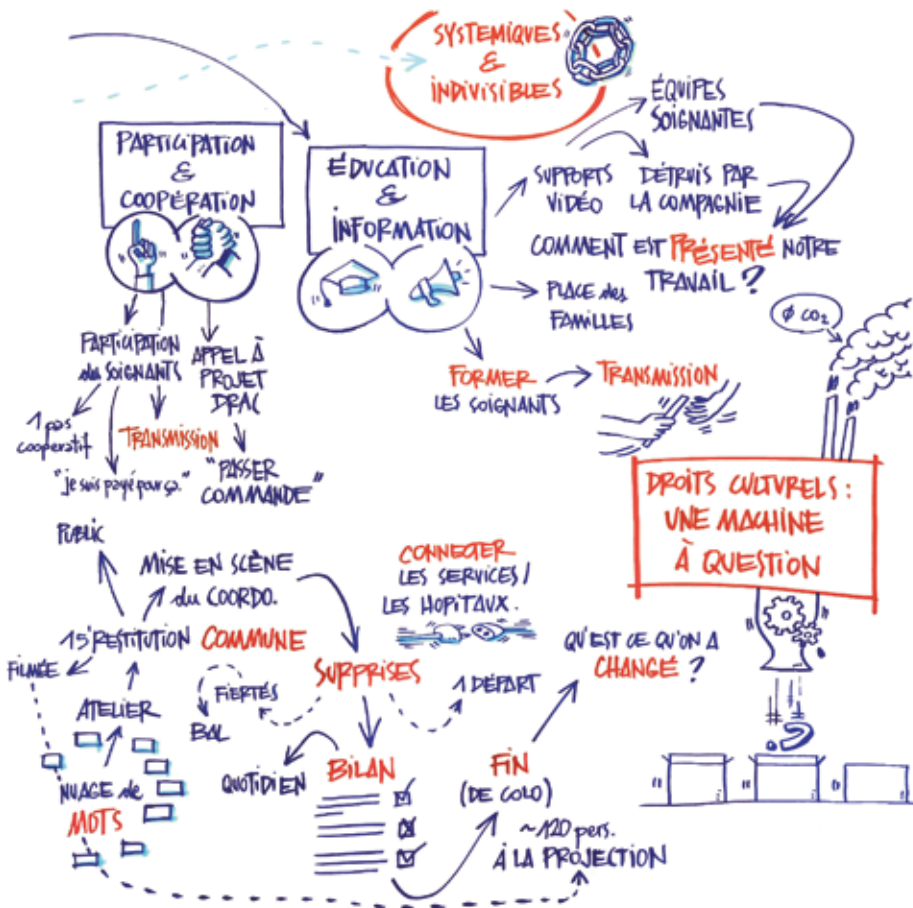 SYSTEMIQUES
&
INDIVISIBLES
PARTICIPATION
&
COOPÉRATION
PARTICIPATION
du SOIGNANTS
1 pas
cooperatif
"je suis payé pour ça."
TRANSMISSION
APPEL À
PROJET
DRAC
"PASSER
COMMANDE"
ÉDUCATION
&
INFORMATION
SUPPORTS
VIDÉO
ÉQUIPES
SOIGNANTES
DÉTRUIS PAR
LA COMPAGNIE
COMMENT EST PRÉSENTÉ NOTRE
TRAVAIL ?
PLACE des
FAMILLES
FORMER
LES SOIGNANTS
TRANSMISSION
Ø CO2
DROITS CULTURELS :
UNE MACHINE
À QUESTION
PUBLIC
MISE EN SCÈNE
du COORDO.
15' RESTITUTION COMMUNE
FILMÉE
ATELIER
NUAGE de
MOTS
CONNECTER
LES SERVICES /
LES HOPITAUX.
SURPRISES
FIERTÉS
BAL
1 DÉPART
QUOTIDIEN
BILAN
FIN
(DE COLO)
~120 pers.
À LA PROJECTION
QU'EST CE QU'ON A
CHANGÉ ?
?